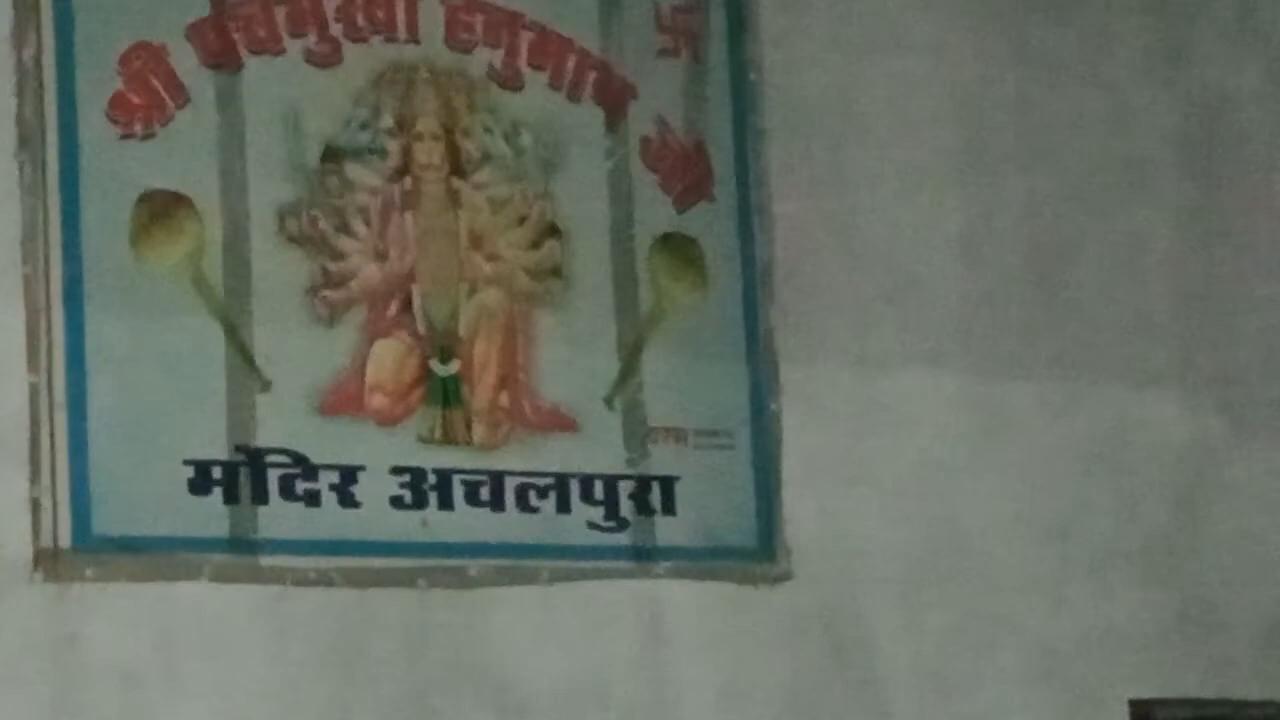 श्री पंचमुखी हनुमान जी
मंदिर अचलपुरा